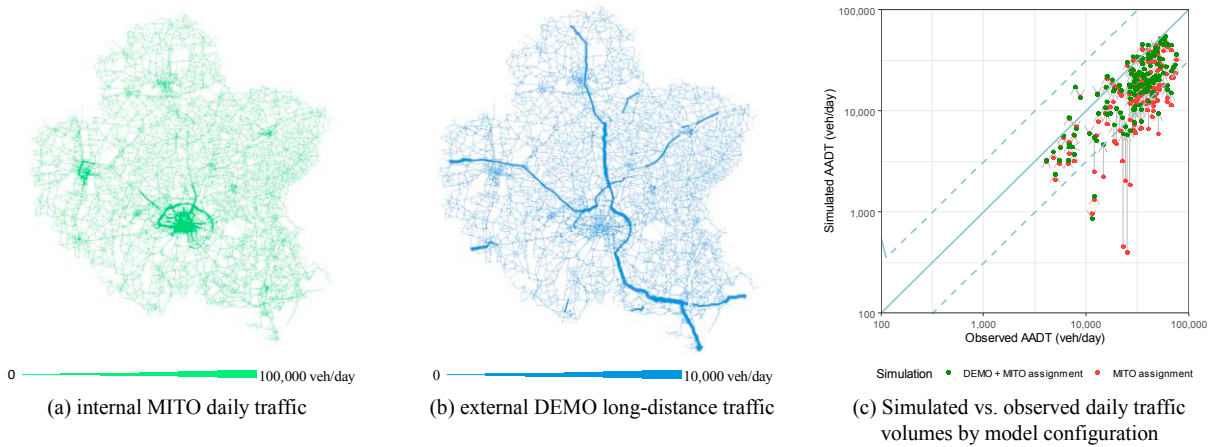 0
100,000 veh/day
(a) internal MITO daily traffic
0
10,000 veh/day
(b) external DEMO long-distance traffic
100,000
10,000
1,000
100
Simulated AADT (veh/day)
100
1,000
10,000
100,000
Observed AADT (veh/day)
Simulation
DEMO + MITO assignment
MITO assignment
(c) Simulated vs. observed daily traffic
volumes by model configuration